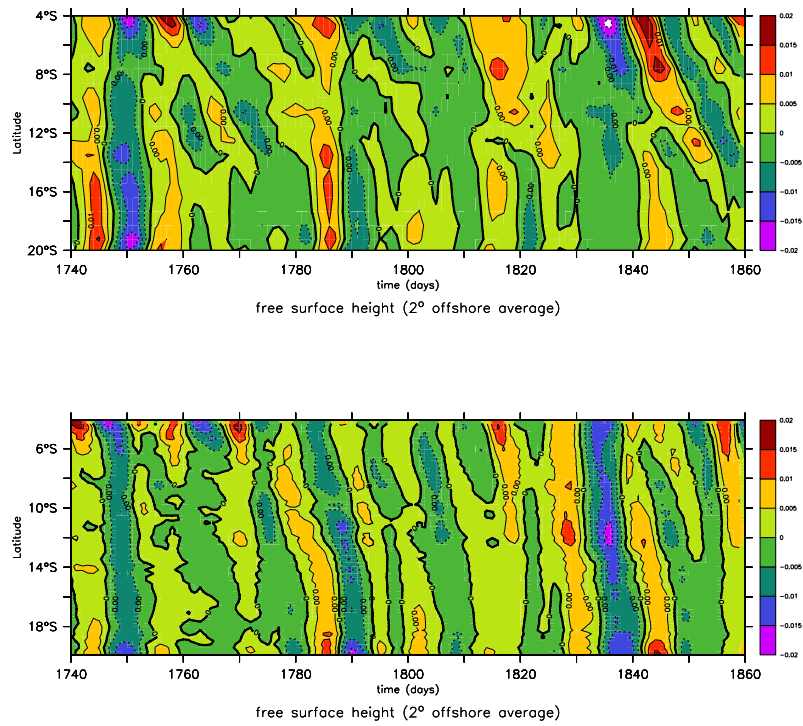 4°S
8°S
12°S
16°S
20°S
Latitude
1740 1760 1780 1800 1820 1840 1860
time (days)
free surface height (2° offshore average)
0.02
0.015
0.01
0.005
0
-0.005
-0.01
-0.015
-0.02
6°S
10°S
14°S
18°S
Latitude
1740 1760 1780 1800 1820 1840 1860
time (days)
free surface height (2° offshore average)
0.02
0.015
0.01
0.005
0
-0.005
-0.01
-0.015
-0.02